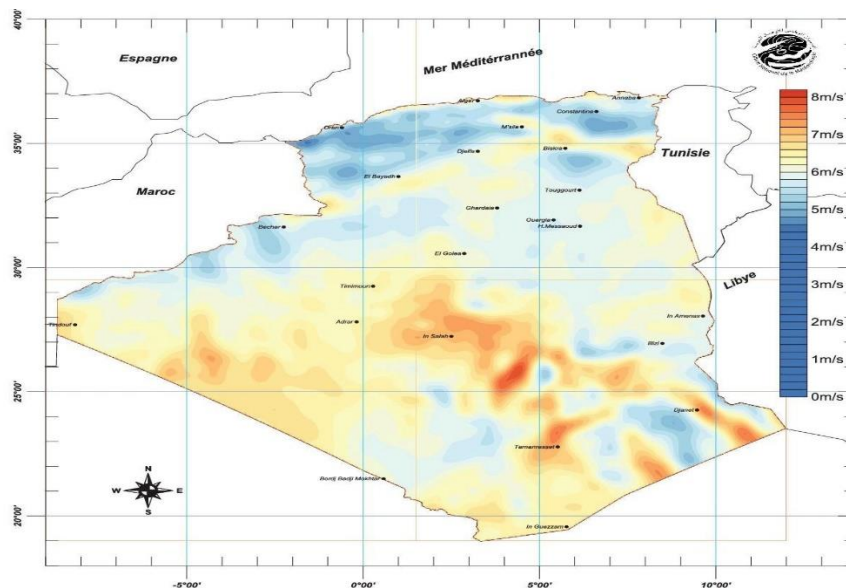 40°00'
35°00'
30°00'
25°00'
20°00'
Espagne
Mer Méditérrannée
Maroc
Tunisie
Libye
Alger
Annaba
Constantine
Oran
M'sila
Djelfa
Biskra
El Bayadh
Touggourt
Ghardaia
Ouargla
H.Messaoud
Bechar
El Golea
Timimoun
Tindouf
Adrar
In Salah
In Amenas
Illizi
Djanet
Tamanrasset
Bordj Badji Mokhtar
In Guezzam
N
W
E
S
8m/s
7m/s
6m/s
5m/s
4m/s
3m/s
2m/s
1m/s
0m/s
-5°00'
0°00'
5°00'
10°00'